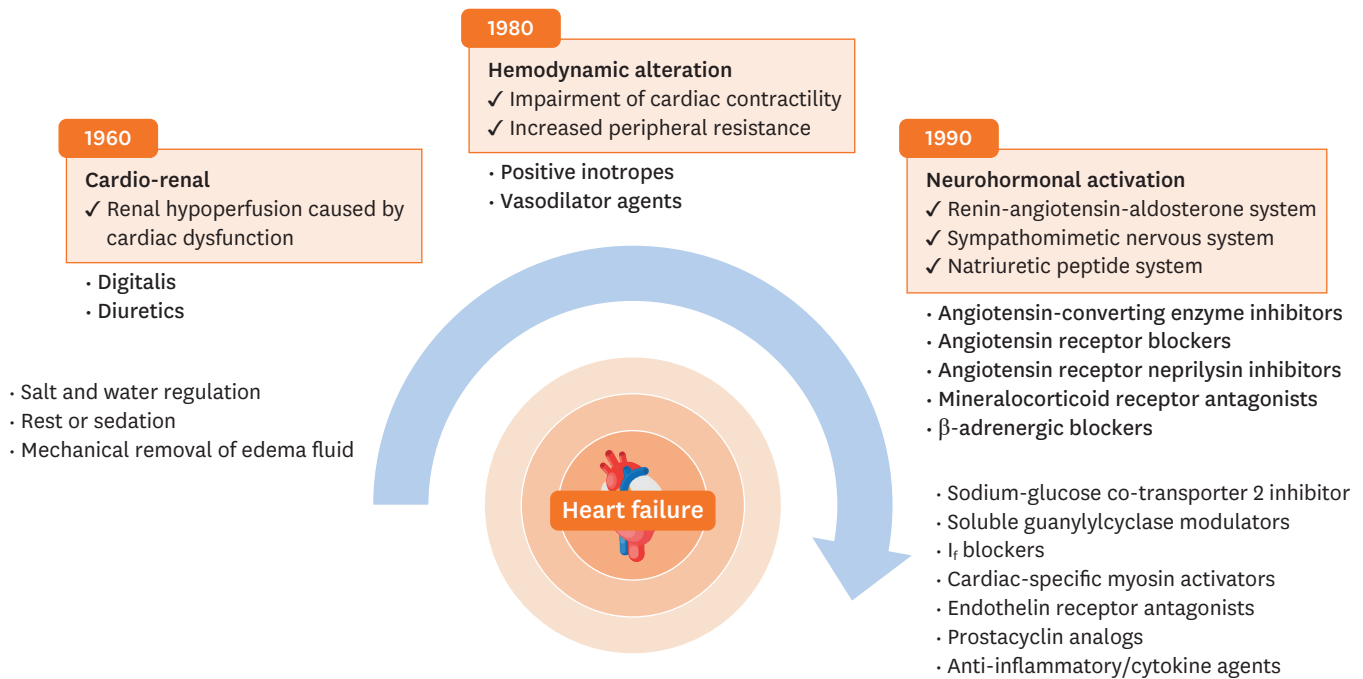 1960
Cardio-renal
✓ Renal hypoperfusion caused by
cardiac dysfunction
· Digitalis
· Diuretics
· Salt and water regulation
· Rest or sedation
· Mechanical removal of edema fluid
1980
Hemodynamic alteration
✓ Impairment of cardiac contractility
✓ Increased peripheral resistance
· Positive inotropes
· Vasodilator agents
Heart failure
1990
Neurohormonal activation
✓ Renin-angiotensin-aldosterone system
✓ Sympathomimetic nervous system
✓ Natriuretic peptide system
· Angiotensin-converting enzyme inhibitors
· Angiotensin receptor blockers
· Angiotensin receptor neprilysin inhibitors
· Mineralocorticoid receptor antagonists
· β-adrenergic blockers
· Sodium-glucose co-transporter 2 inhibitor
· Soluble guanylylcyclase modulators
· If blockers
· Cardiac-specific myosin activators
· Endothelin receptor antagonists
· Prostacyclin analogs
· Anti-inflammatory/cytokine agents